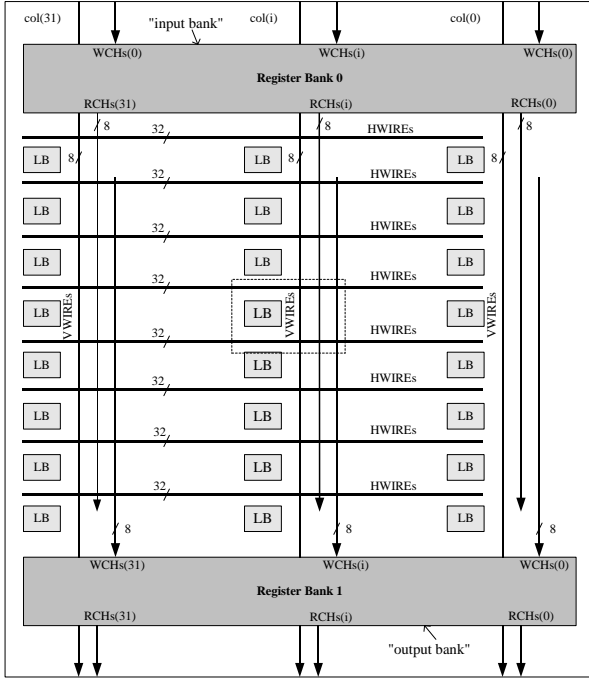 col(31) "input bank" col(i) col(0)
WCHs(0) WCHs(i) WCHs(0)
Register Bank 0
RCHs(31) RCHs(i) RCHs(0)
8 8 8
32 HWIREs
LB 8 LB 8 LB 8
32 HWIREs
LB LB LB
32 HWIREs
LB LB LB
32 HWIREs
LB VWIREs LB VWIREs LB VWIREs
32 HWIREs
LB LB LB
32 HWIREs
LB LB LB
32 HWIREs
LB LB LB
32 HWIREs
LB LB LB
8 8 8
WCHs(31) WCHs(i) WCHs(0)
Register Bank 1
RCHs(31) RCHs(i) RCHs(0)
"output bank"